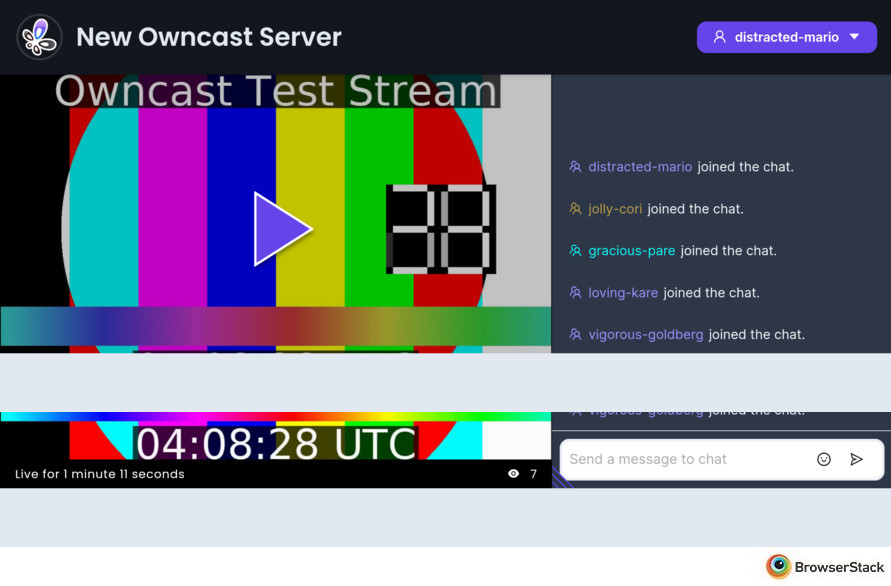 New Owncast Server
distracted-mario
Owncast Test Stream
distracted-mario joined the chat.
jolly-cori joined the chat.
gracious-pare joined the chat.
loving-kare joined the chat.
vigorous-goldberg joined the chat.
vigorous-goldberg joined the chat.
04:08:28 UTC
Live for 1 minute 11 seconds
7
Send a message to chat
BrowserStack